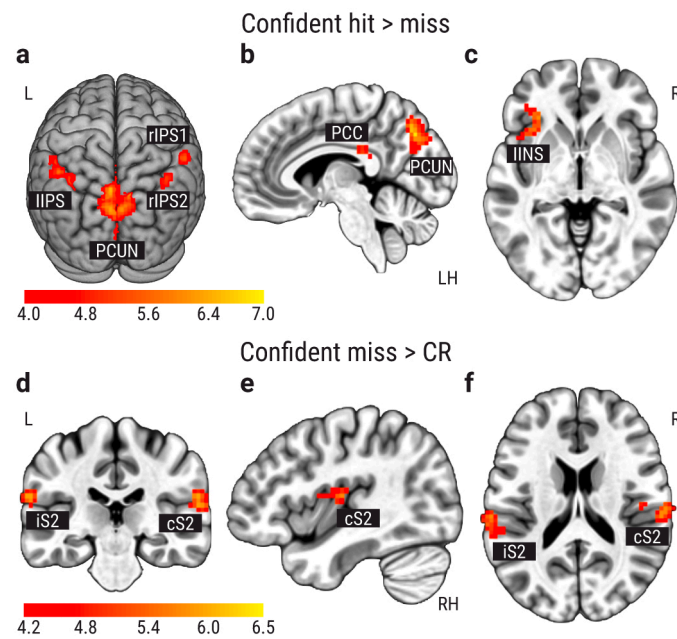 Confident hit > miss
a
b
c
L
R
rIPS1
PCC
lINS
lIPS
rIPS2
PCUN
PCUN
LH
4.0 4.8 5.6 6.4 7.0
Confident miss > CR
d
e
f
L
R
iS2
cS2
cS2
iS2
cS2
RH
4.2 4.8 5.4 6.0 6.5